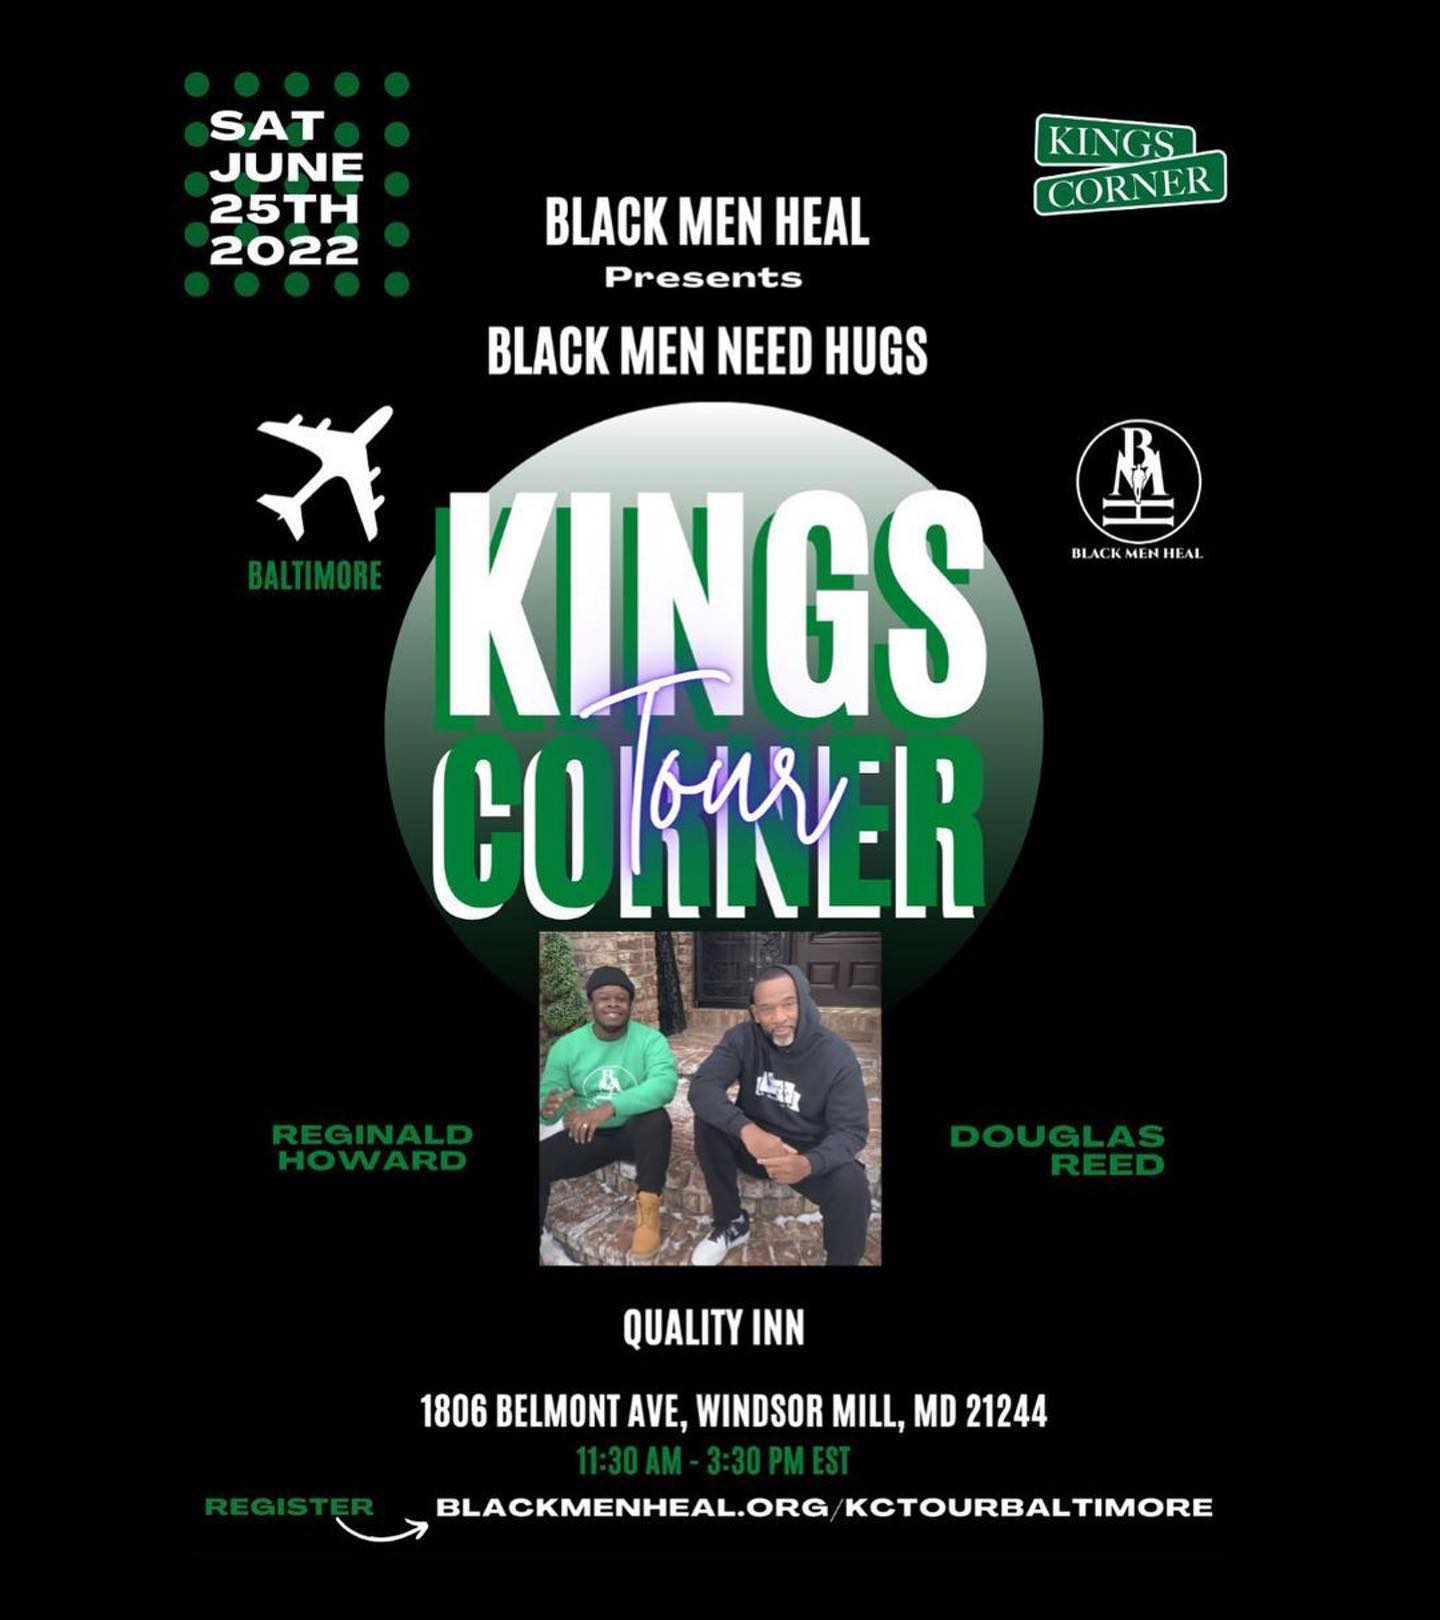 SAT
JUNE
25TH
2022
KINGS
CORNER
BLACK MEN HEAL
Presents
BLACK MEN NEED HUGS
BALTIMORE
BMH
BLACK MEN HEAL
KINGS
Tour
CORNER
REGINALD
HOWARD
DOUGLAS
REED
QUALITY INN
1806 BELMONT AVE, WINDSOR MILL, MD 21244
11:30 AM - 3:30 PM EST
REGISTER
BLACKMENHEAL.ORG/KCTOURBALTIMORE